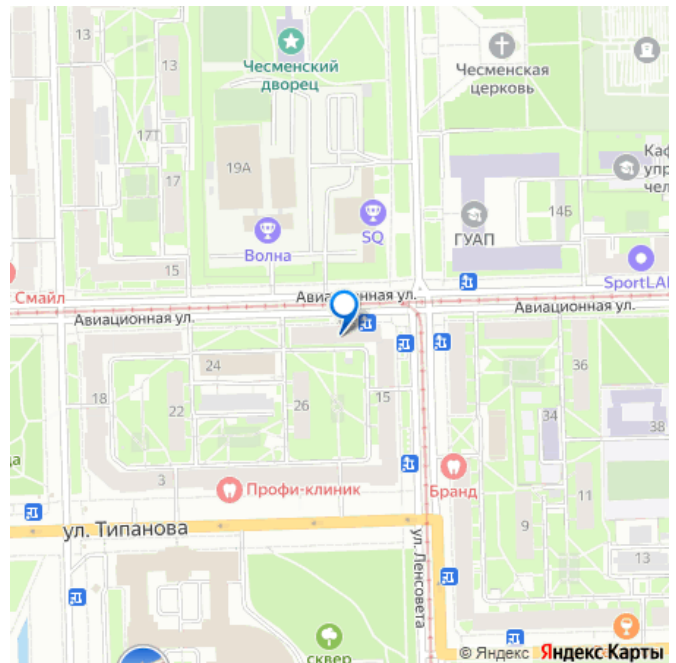 13
Чесменский
дворец
Чесменская
церковь
13
17Т
19А
17
Каф
упр
чел
14Б
SQ
ГУАП
Волна
15
SportLAB
Смайл
Авиационная ул.
Авиационная ул.
Авиационная ул.
24
36
18
22
26
15
34
38
да
3
Профи-клиник
Бранд
11
9
ул. Типанова
ул. Ленсовета
13
сквер
© Яндекс Яндекс Карты